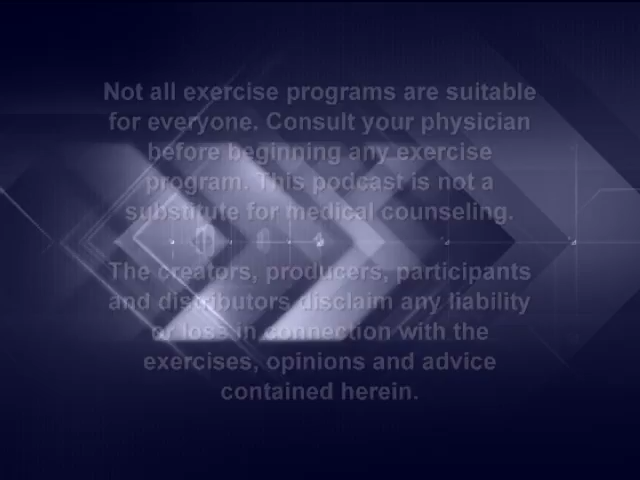 Not all exercise programs are suitable
for everyone. Consult your physician
before beginning any exercise
program. This podcast is not a
substitute for medical counseling.
The creators, producers, participants
and distributors disclaim any liability
or loss in connection with the
exercises, opinions and advice
contained herein.